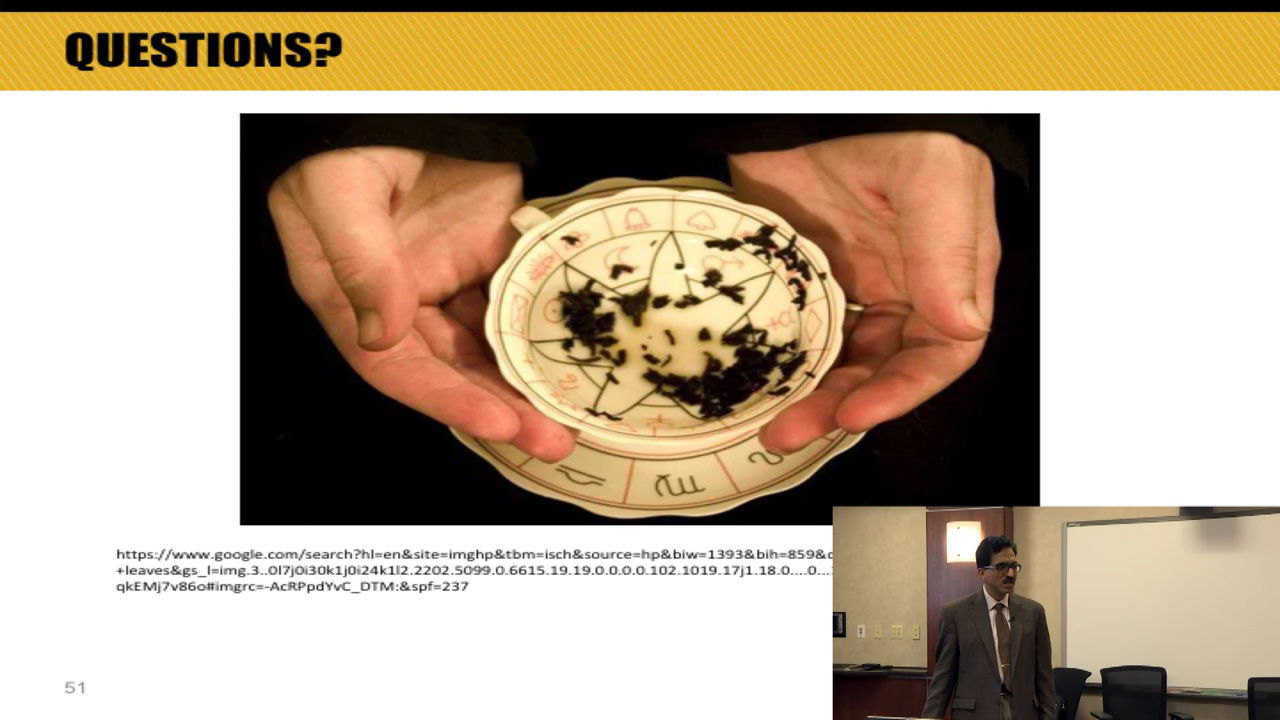 QUESTIONS?
https://www.google.com/search?hl=en&site=imghp&tbm=isch&source=hp&biw=1393&bih=859&
+leaves&gs_l=img.3..0l7j0i30k1j0i24k1l2.2202.5099.0.6615.19.19.0.0.0.0.102.1019.17j1.18.0....0...
qkEMj7v86o#imgrc=-AcRPpdYvC_DTM:&spf=237
51